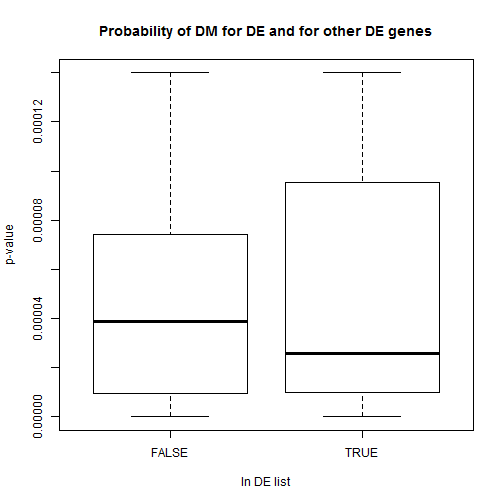 Probability of DM for DE and for other DE genes
p-value
0.00012
0.00008
0.00004
0.00000
FALSE TRUE
In DE list